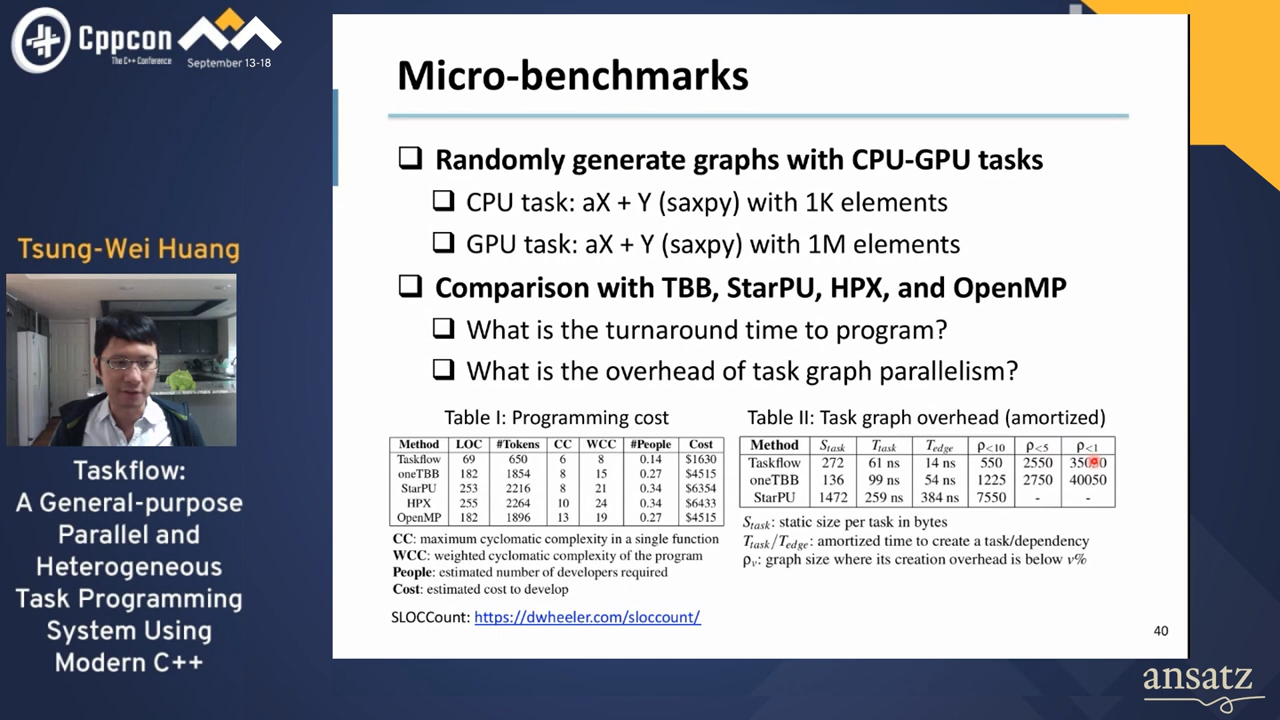 Cppcon
The C++ Conference
September 13-18
Tsung-Wei Huang
Taskflow:
A General-purpose
Parallel and
Heterogeneous
Task Programming
System Using
Modern C++
Micro-benchmarks
❑ Randomly generate graphs with CPU-GPU tasks
❑ CPU task: aX + Y (saxpy) with 1K elements
❑ GPU task: aX + Y (saxpy) with 1M elements
❑ Comparison with TBB, StarPU, HPX, and OpenMP
❑ What is the turnaround time to program?
❑ What is the overhead of task graph parallelism?
Table I: Programming cost
Method LOC #Tokens CC WCC #People Cost
Taskflow 69 650 6 8 0.14 $1630
oneTBB 182 1854 8 15 0.27 $4515
StarPU 253 2216 8 21 0.34 $6354
HPX 255 2264 10 24 0.34 $6433
OpenMP 182 1896 13 19 0.27 $4515
CC: maximum cyclomatic complexity in a single function
WCC: weighted cyclomatic complexity of the program
People: estimated number of developers required
Cost: estimated cost to develop
SLOCCount: https://dwheeler.com/sloccount/
Table II: Task graph overhead (amortized)
Method S_task T_task T_edge ρ<10 ρ<5 ρ<1
Taskflow 272 61 ns 14 ns 550 2550
oneTBB 136 99 ns 54 ns 1225 2750 40050
StarPU 1472 259 ns 384 ns 7550 - -
S_task: static size per task in bytes
T_task/T_edge: amortized time to create a task/dependency
ρ_v: graph size where its creation overhead is below v%
40
ansatz